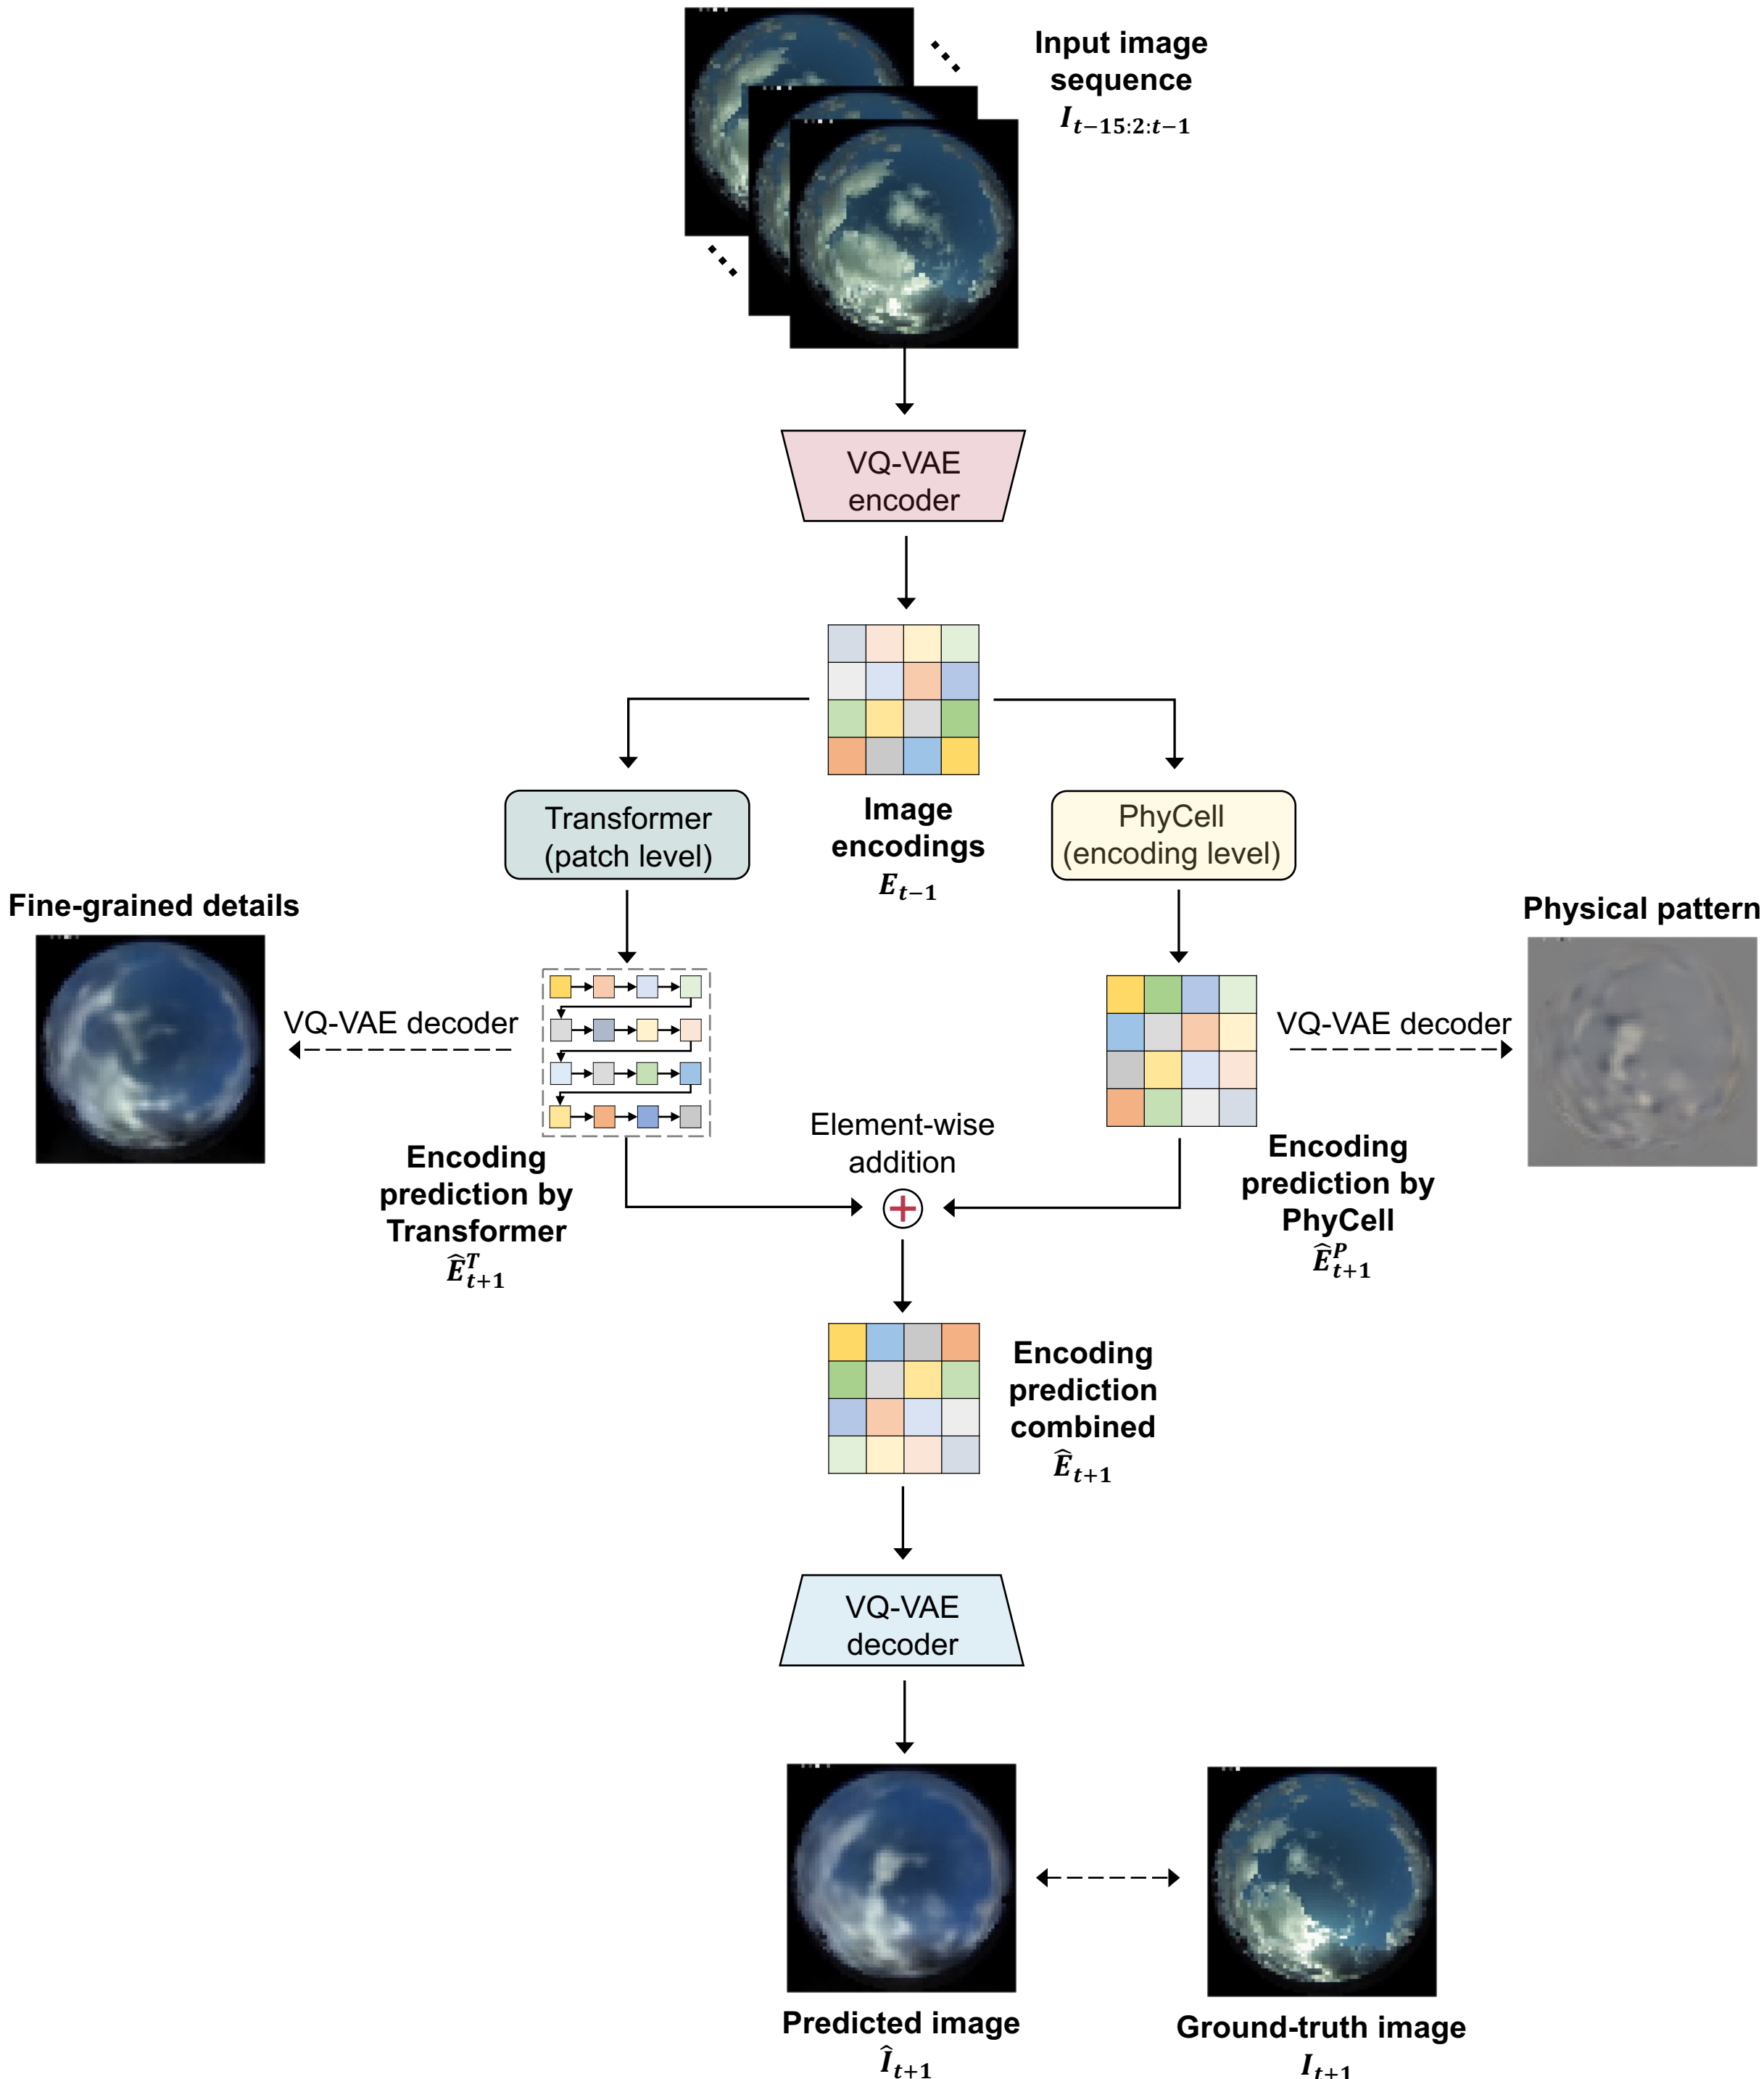 Input image
sequence
I_{t−15:2:t−1}
VQ-VAE
encoder
Image
encodings
E_{t−1}
Transformer
(patch level)
PhyCell
(encoding level)
Fine-grained details
VQ-VAE decoder
Physical pattern
VQ-VAE decoder
Element-wise
addition
Encoding
prediction by
Transformer
Ê^T_{t+1}
Encoding
prediction by
PhyCell
Ê^P_{t+1}
Encoding
prediction
combined
Ê_{t+1}
VQ-VAE
decoder
Predicted image
Î_{t+1}
Ground-truth image
I_{t+1}